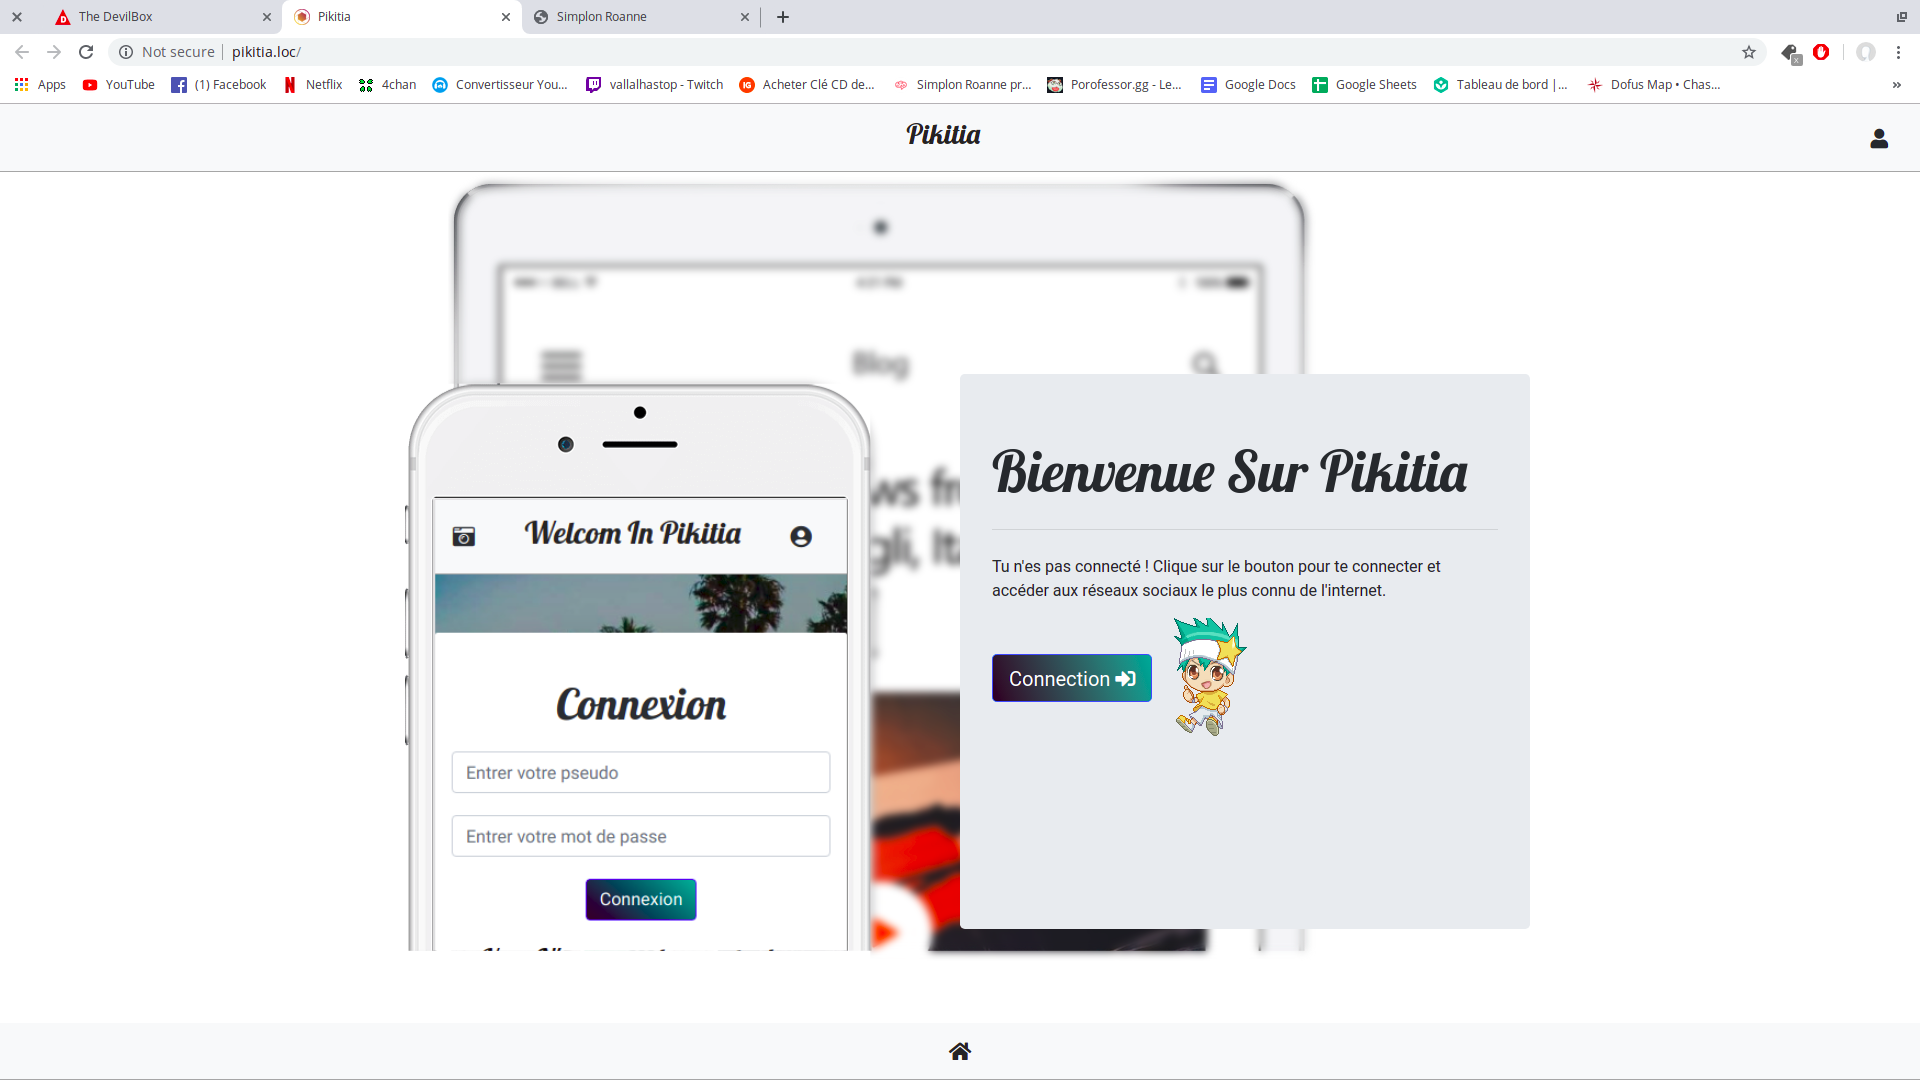 The DevilBox
Pikitia
Simplon Roanne
Not secure
pikitia.loc/
Apps
YouTube
(1) Facebook
Netflix
4chan
Convertisseur You...
vallalhastop - Twitch
Acheter Clé CD de...
Simplon Roanne pr...
Porofessor.gg - Le...
Google Docs
Google Sheets
Tableau de bord |...
Dofus Map • Chas...
Pikitia
Blog
Welcom In Pikitia
Connexion
Entrer votre pseudo
Entrer votre mot de passe
Connexion
Bienvenue Sur Pikitia
Tu n'es pas connecté ! Clique sur le bouton pour te connecter et
accéder aux réseaux sociaux le plus connu de l'internet.
Connection